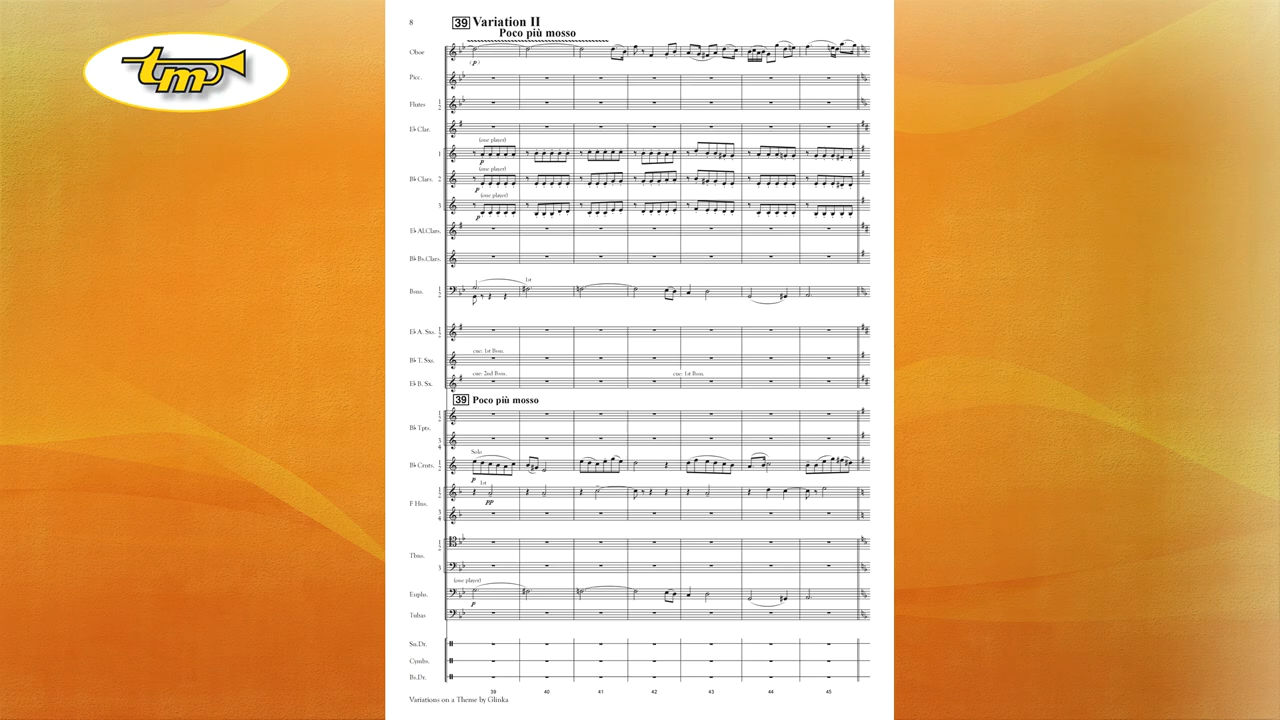 8
39 Variation II
Poco più mosso
tm
Oboe
(p)
Picc.
Flutes 1 2
E♭ Clar.
(one player)
1
p
(one player)
B♭ Clars. 2
p
(one player)
3
p
E♭ Al.Clars.
B♭ Bs.Clars.
1st
Bsns. 1 2
E♭ A. Sxs. 1 2
cue: 1st Bsn.
B♭ T. Sxs.
cue: 2nd Bsn. cue: 1st Bsn.
E♭ B. Sx.
39 Poco più mosso
1 2
B♭ Tpts.
3 4
Solo
B♭ Crnts. 1 2
p
1st
1 2
pp
F Hns.
3 4
1 2
Tbns.
3
(one player)
Euphs.
p
Tubas
Sn.Dr.
Cymbs.
Bs.Dr.
39 40 41 42 43 44 45
Variations on a Theme by Glinka